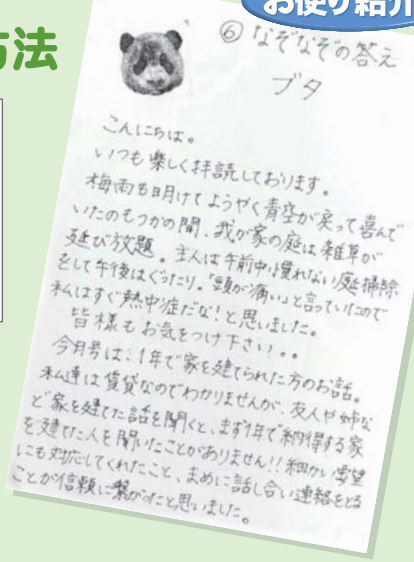 お便り紹介
方法
⑥ なぞなぞの答え
ブタ
こんにちは。
いつも楽しく拝読しております。
梅雨も明けてようやく青空が戻って喜んで
いたのもつかの間、我が家の庭は雑草が
延び放題。主人は午前中慣れない庭掃除
をして午後はぐったり。「頭が痛い」と言っていたので
私はすぐ熱中症だな!と思いました。
皆様もお気をつけ下さい。。
今月号は、1年で家を建てられた方のお話。
私達は賃貸なのでわかりませんが、友人や姉な
ど家を建てた話を聞くと、まず1年で納得する家
を建てた人を聞いたことがありません!!細かい要望
にも対応してくれたこと、まめに話し合い連絡をとる
ことが信頼に繋がったと思いました。